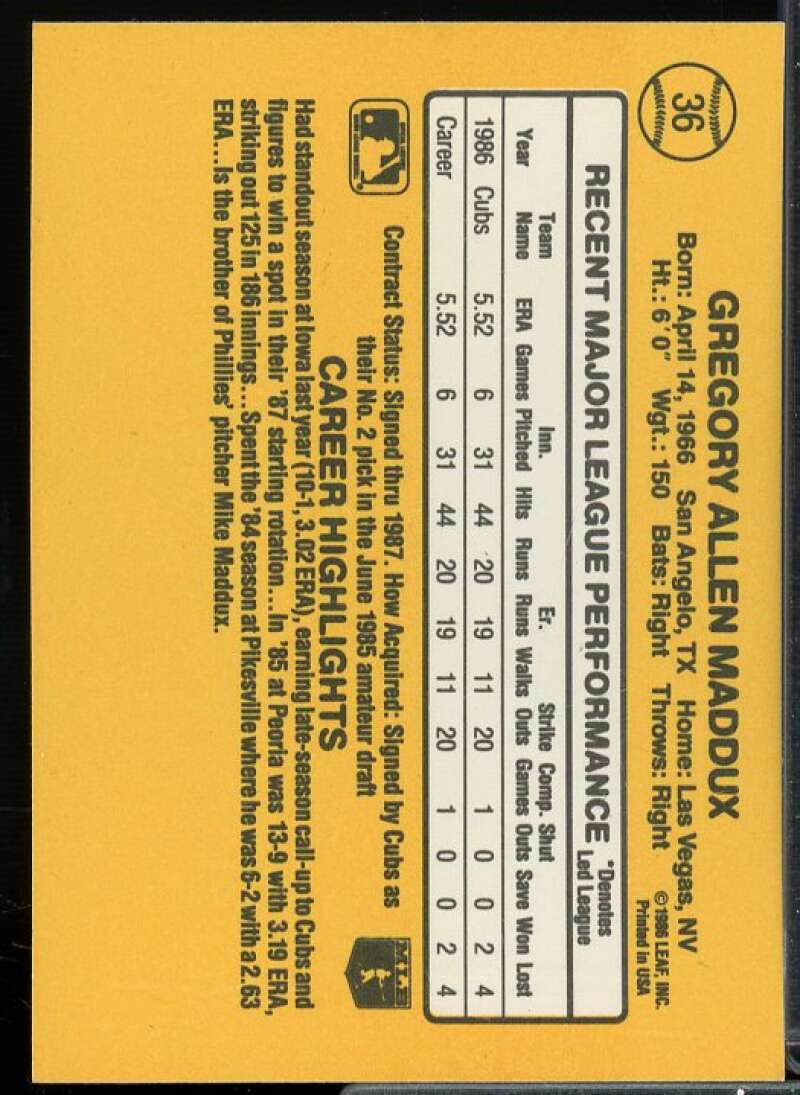 36
GREGORY ALLEN MADDUX
Born: April 14, 1966 San Angelo, TX Home: Las Vegas, NV
Ht.: 6'0" Wgt.: 150 Bats: Right Throws: Right
©1986 LEAF, INC.
Printed in USA
RECENT MAJOR LEAGUE PERFORMANCE
*Denotes
Led League
Team Inn. Er. Strike Comp. Shut
Year Name ERA Games Pitched Hits Runs Runs Walks Outs Games Outs Save Won Lost
1986 Cubs 5.52 6 31 44 20 19 11 20 1 0 0 2 4
Career 5.52 6 31 44 20 19 11 20 1 0 0 2 4
Contract Status: Signed thru 1987. How Acquired: Signed by Cubs as
their No. 2 pick in the June 1985 amateur draft
MLB
CAREER HIGHLIGHTS
Had standout season at Iowa last year (10-1, 3.02 ERA), earning late-season call-up to Cubs and
figures to win a spot in their '87 starting rotation...In '85 at Peoria was 13-9 with 3.19 ERA,
striking out 125 in 186 innings...Spent the '84 season at Pikesville where he was 6-2 with a 2.63
ERA...Is the brother of Phillies' pitcher Mike Maddux.